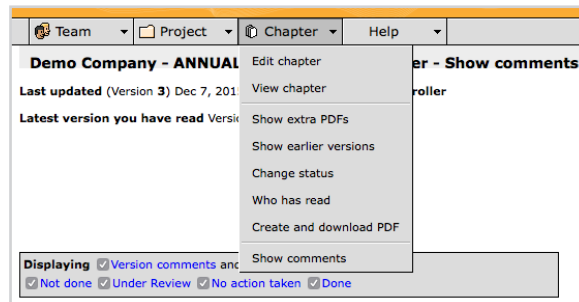 Team Project Chapter Help
Edit chapter
View chapter
Show extra PDFs
Show earlier versions
Change status
Who has read
Create and download PDF
Show comments
Demo Company - ANNUAL er - Show comments
Last updated (Version 3) Dec 7, 201 roller
Latest version you have read Versi
Displaying Version comments and
Not done Under Review No action taken Done